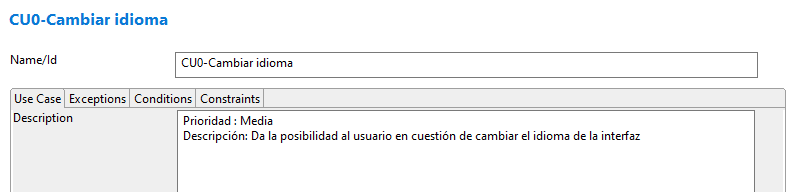 CU0-Cambiar idioma
Name/Id CU0-Cambiar idioma
Use Case Exceptions Conditions Constraints
Description Prioridad : Media
Descripción: Da la posibilidad al usuario en cuestión de cambiar el idioma de la interfaz